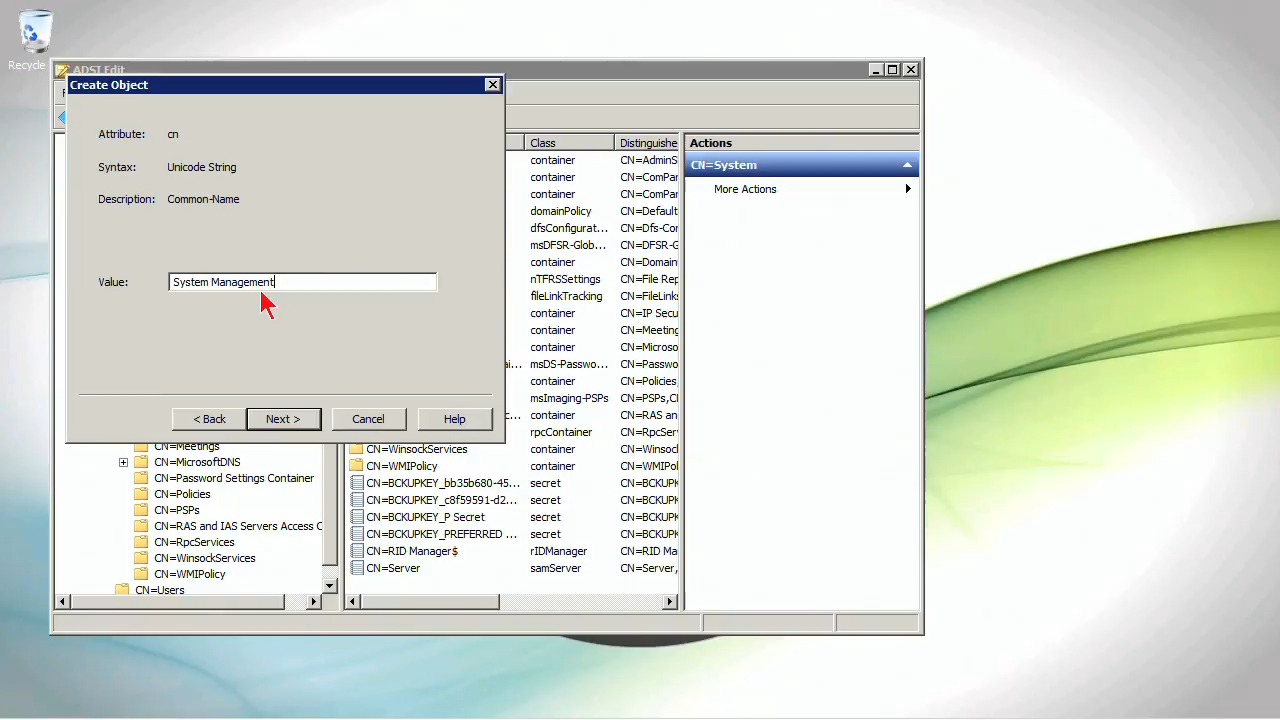 Recycle
ADSI Edit
Create Object
Attribute: cn
Syntax: Unicode String
Description: Common-Name
Value: System Management
< Back
Next >
Cancel
Help
CN=Meetings
CN=MicrosoftDNS
CN=Password Settings Container
CN=Policies
CN=PSPs
CN=RAS and IAS Servers Access C
CN=RpcServices
CN=WinsockServices
CN=WMIPolicy
CN=Users
Class Distinguishe
container CN=AdminS
container CN=ComPar
container CN=ComPar
domainPolicy CN=Default
dfsConfigurat... CN=Dfs-Con
msDFSR-Glob... CN=DFSR-G
container CN=Domain
nTFRSSettings CN=File Rep
fileLinkTracking CN=FileLinks
container CN=IP Secu
container CN=Meeting
container CN=Microso
ai... msDS-Passwo... CN=Passwo
container CN=Policies,
msImaging-PSPs CN=PSPs,C
container CN=RAS and
rpcContainer CN=RpcServ
CN=WinsockServices container CN=Winsock
CN=WMIPolicy container CN=WMIPol
CN=BCKUPKEY_bb35b680-45... secret CN=BCKUPK
CN=BCKUPKEY_c8f59591-d2... secret CN=BCKUPK
CN=BCKUPKEY_P Secret secret CN=BCKUPK
CN=BCKUPKEY_PREFERRED ... secret CN=BCKUPK
CN=RID Manager$ rIDManager CN=RID Ma
CN=Server samServer CN=Server,
Actions
CN=System
More Actions